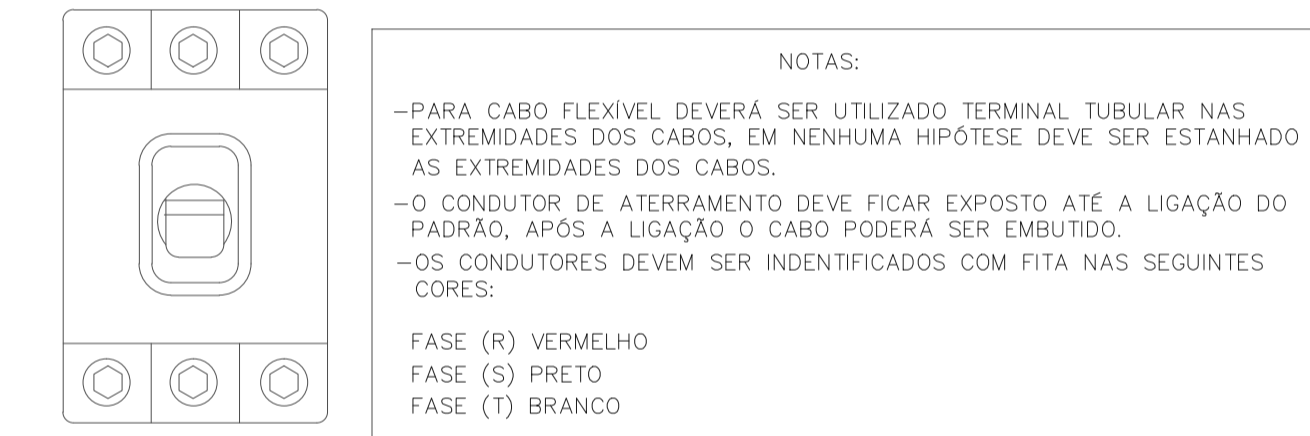 NOTAS:
-PARA CABO FLEXÍVEL DEVERÁ SER UTILIZADO TERMINAL TUBULAR NAS
EXTREMIDADES DOS CABOS, EM NENHUMA HIPÓTESE DEVE SER ESTANHADO
AS EXTREMIDADES DOS CABOS.
-O CONDUTOR DE ATERRAMENTO DEVE FICAR EXPOSTO ATÉ A LIGAÇÃO DO
PADRÃO, APÓS A LIGAÇÃO O CABO PODERÁ SER EMBUTIDO.
-OS CONDUTORES DEVEM SER INDENTIFICADOS COM FITA NAS SEGUINTES
CORES:
FASE (R) VERMELHO
FASE (S) PRETO
FASE (T) BRANCO